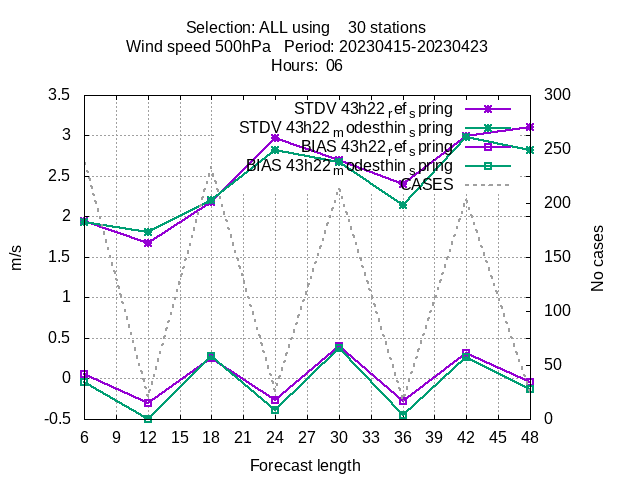 Selection: ALL using    30 stations
Wind speed 500hPa   Period: 20230415-20230423
Hours:  06
STDV 43h22_ref_spring
STDV 43h22_modesthin_spring
BIAS 43h22_ref_spring
BIAS 43h22_modesthin_spring
CASES
3.5
3
2.5
2
1.5
1
0.5
0
-0.5
m/s
300
250
200
150
100
50
0
No cases
6 9 12 15 18 21 24 27 30 33 36 39 42 45 48
Forecast length